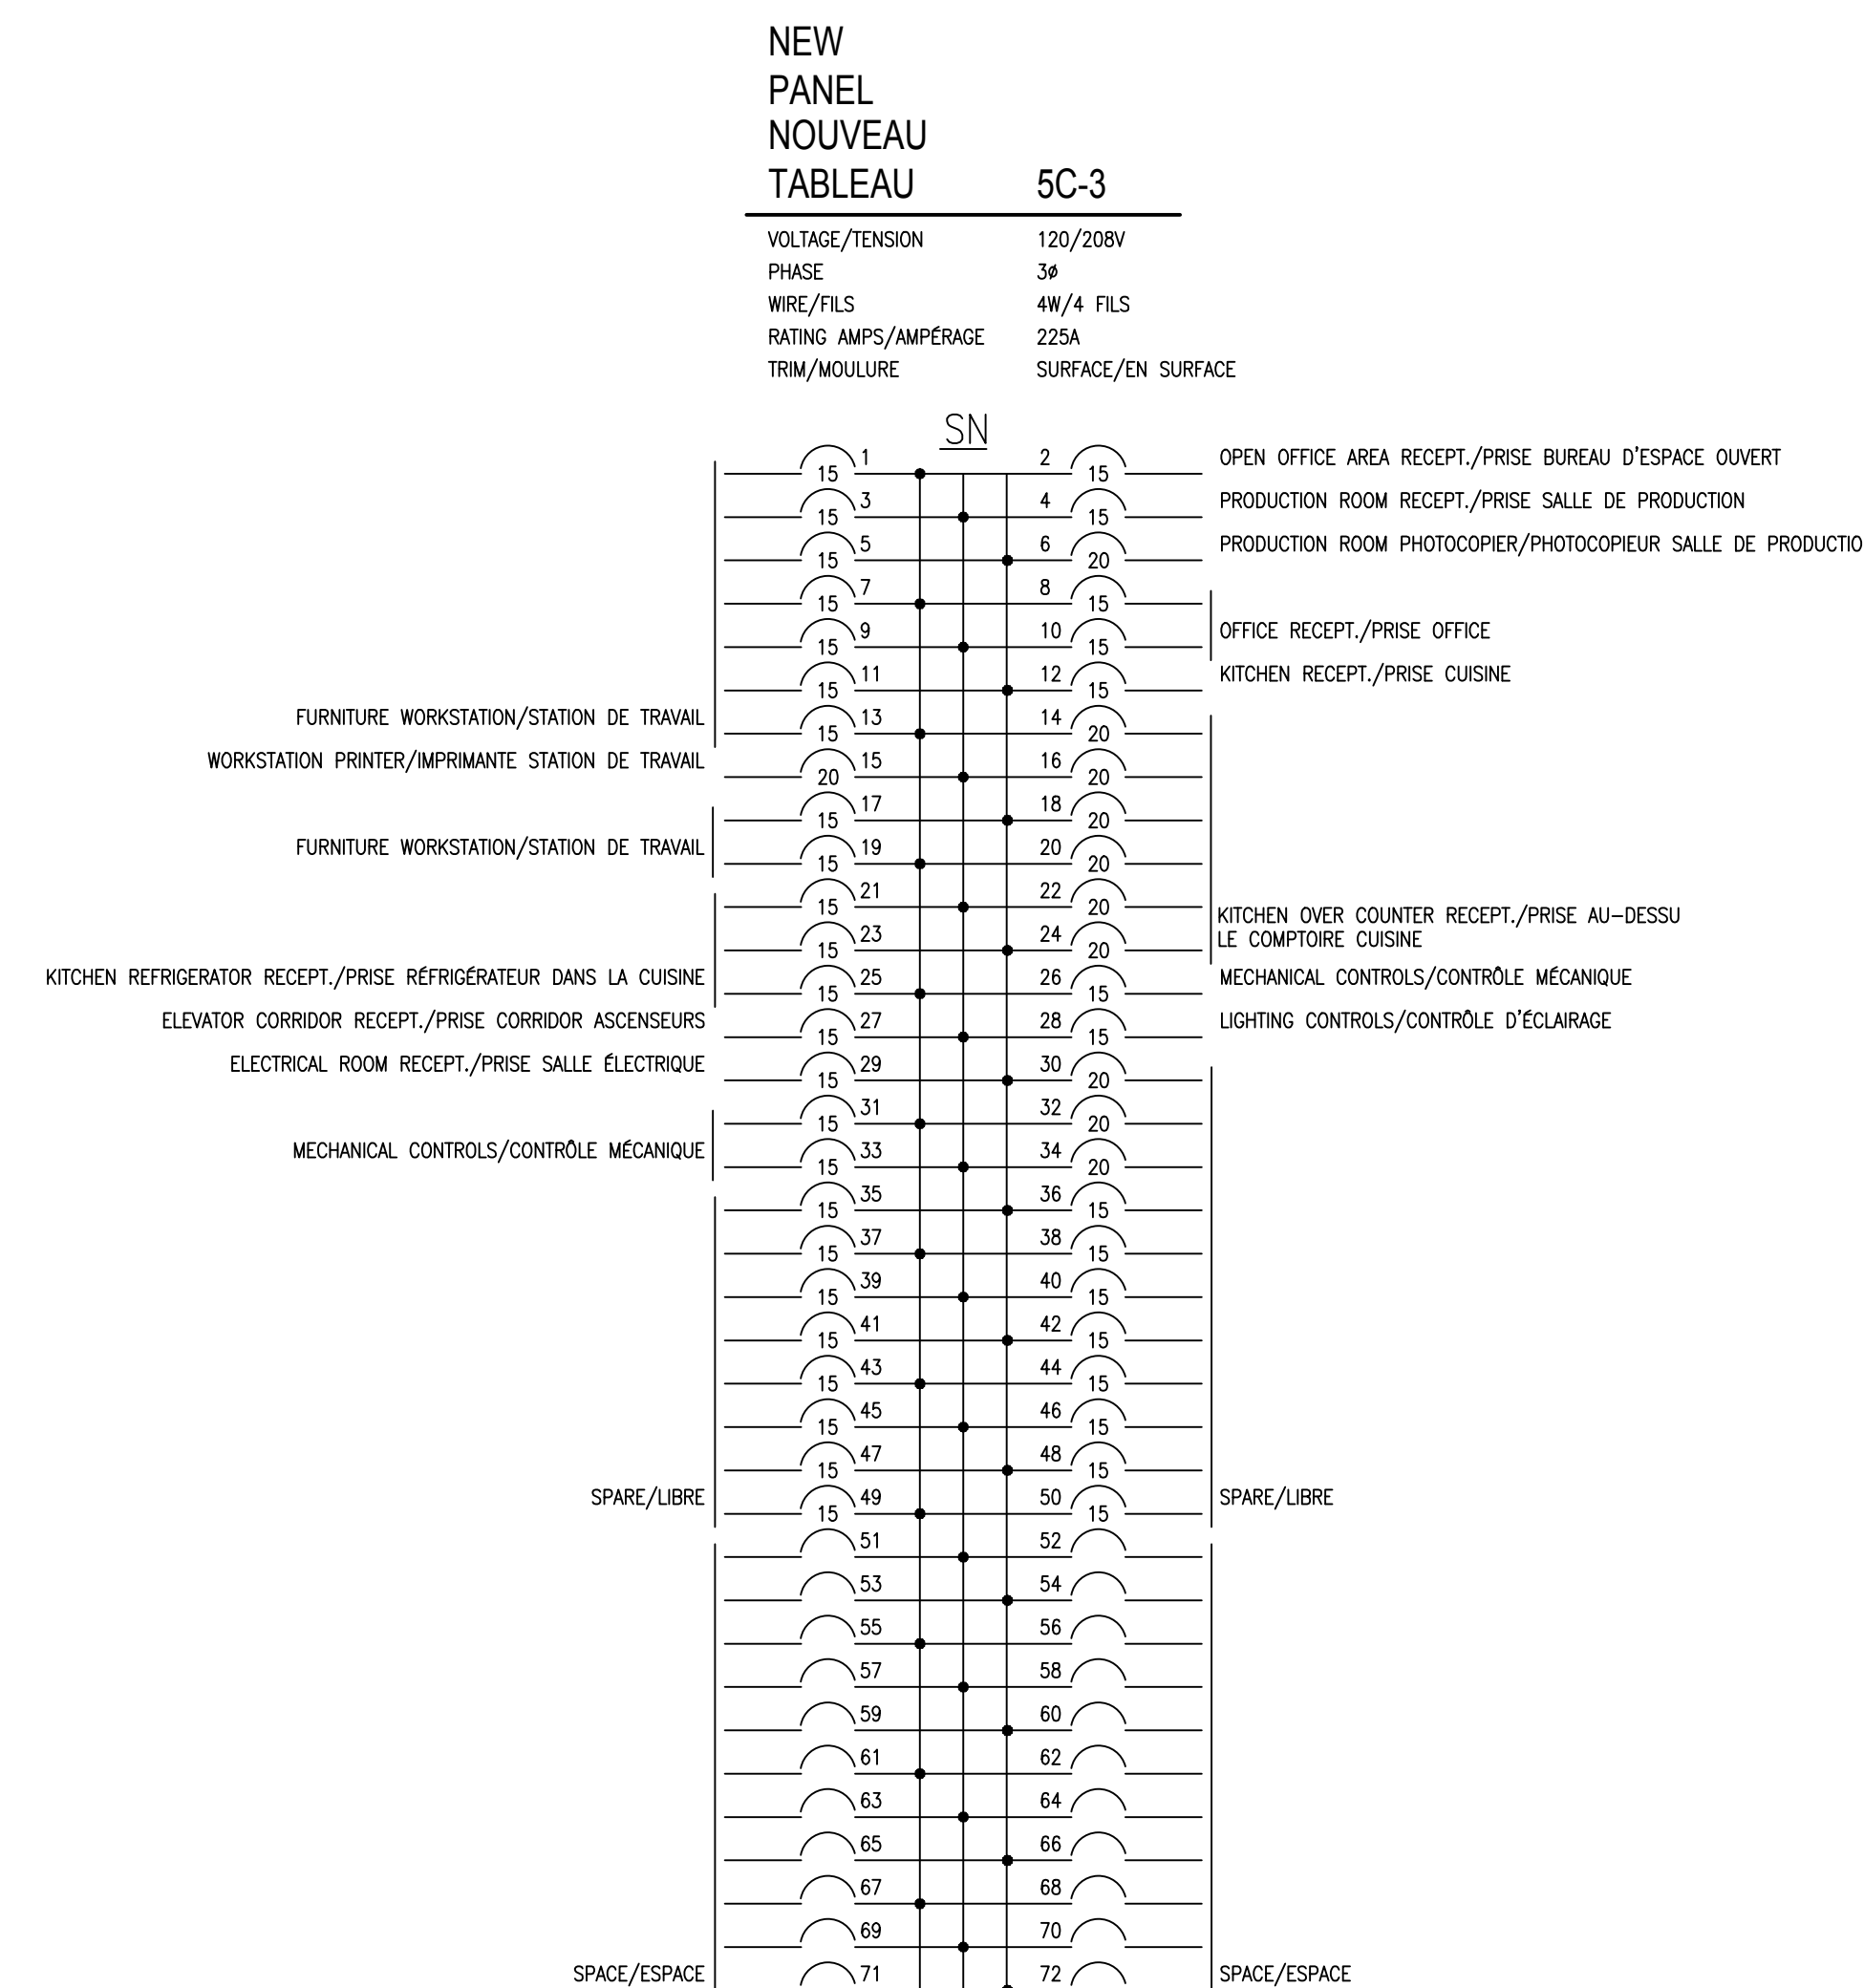 NEW
PANEL
NOUVEAU
TABLEAU 5C-3
VOLTAGE/TENSION 120/208V
PHASE 3ø
WIRE/FILS 4W/4 FILS
RATING AMPS/AMPÉRAGE 225A
TRIM/MOULURE SURFACE/EN SURFACE
SN
1 2 OPEN OFFICE AREA RECEPT./PRISE BUREAU D'ESPACE OUVERT
15 15
3 4 PRODUCTION ROOM RECEPT./PRISE SALLE DE PRODUCTION
15 15
5 6 PRODUCTION ROOM PHOTOCOPIER/PHOTOCOPIEUR SALLE DE PRODUCTIO
15 20
7 8
15 15
9 10 OFFICE RECEPT./PRISE OFFICE
15 15
11 12 KITCHEN RECEPT./PRISE CUISINE
15 15
FURNITURE WORKSTATION/STATION DE TRAVAIL 13 14
15 20
WORKSTATION PRINTER/IMPRIMANTE STATION DE TRAVAIL 15 16
20 20
17 18
15 20
FURNITURE WORKSTATION/STATION DE TRAVAIL 19 20
15 20
21 22
15 20
KITCHEN OVER COUNTER RECEPT./PRISE AU-DESSU
23 24 LE COMPTOIRE CUISINE
15 20
KITCHEN REFRIGERATOR RECEPT./PRISE RÉFRIGÉRATEUR DANS LA CUISINE 25 26 MECHANICAL CONTROLS/CONTRÔLE MÉCANIQUE
15 15
ELEVATOR CORRIDOR RECEPT./PRISE CORRIDOR ASCENSEURS 27 28 LIGHTING CONTROLS/CONTRÔLE D'ÉCLAIRAGE
15 15
ELECTRICAL ROOM RECEPT./PRISE SALLE ÉLECTRIQUE 29 30
15 20
31 32
15 20
MECHANICAL CONTROLS/CONTRÔLE MÉCANIQUE 33 34
15 20
35 36
15 15
37 38
15 15
39 40
15 15
41 42
15 15
43 44
15 15
45 46
15 15
47 48
15 15
SPARE/LIBRE 49 50 SPARE/LIBRE
15 15
51 52
53 54
55 56
57 58
59 60
61 62
63 64
65 66
67 68
69 70
SPACE/ESPACE 71 72 SPACE/ESPACE